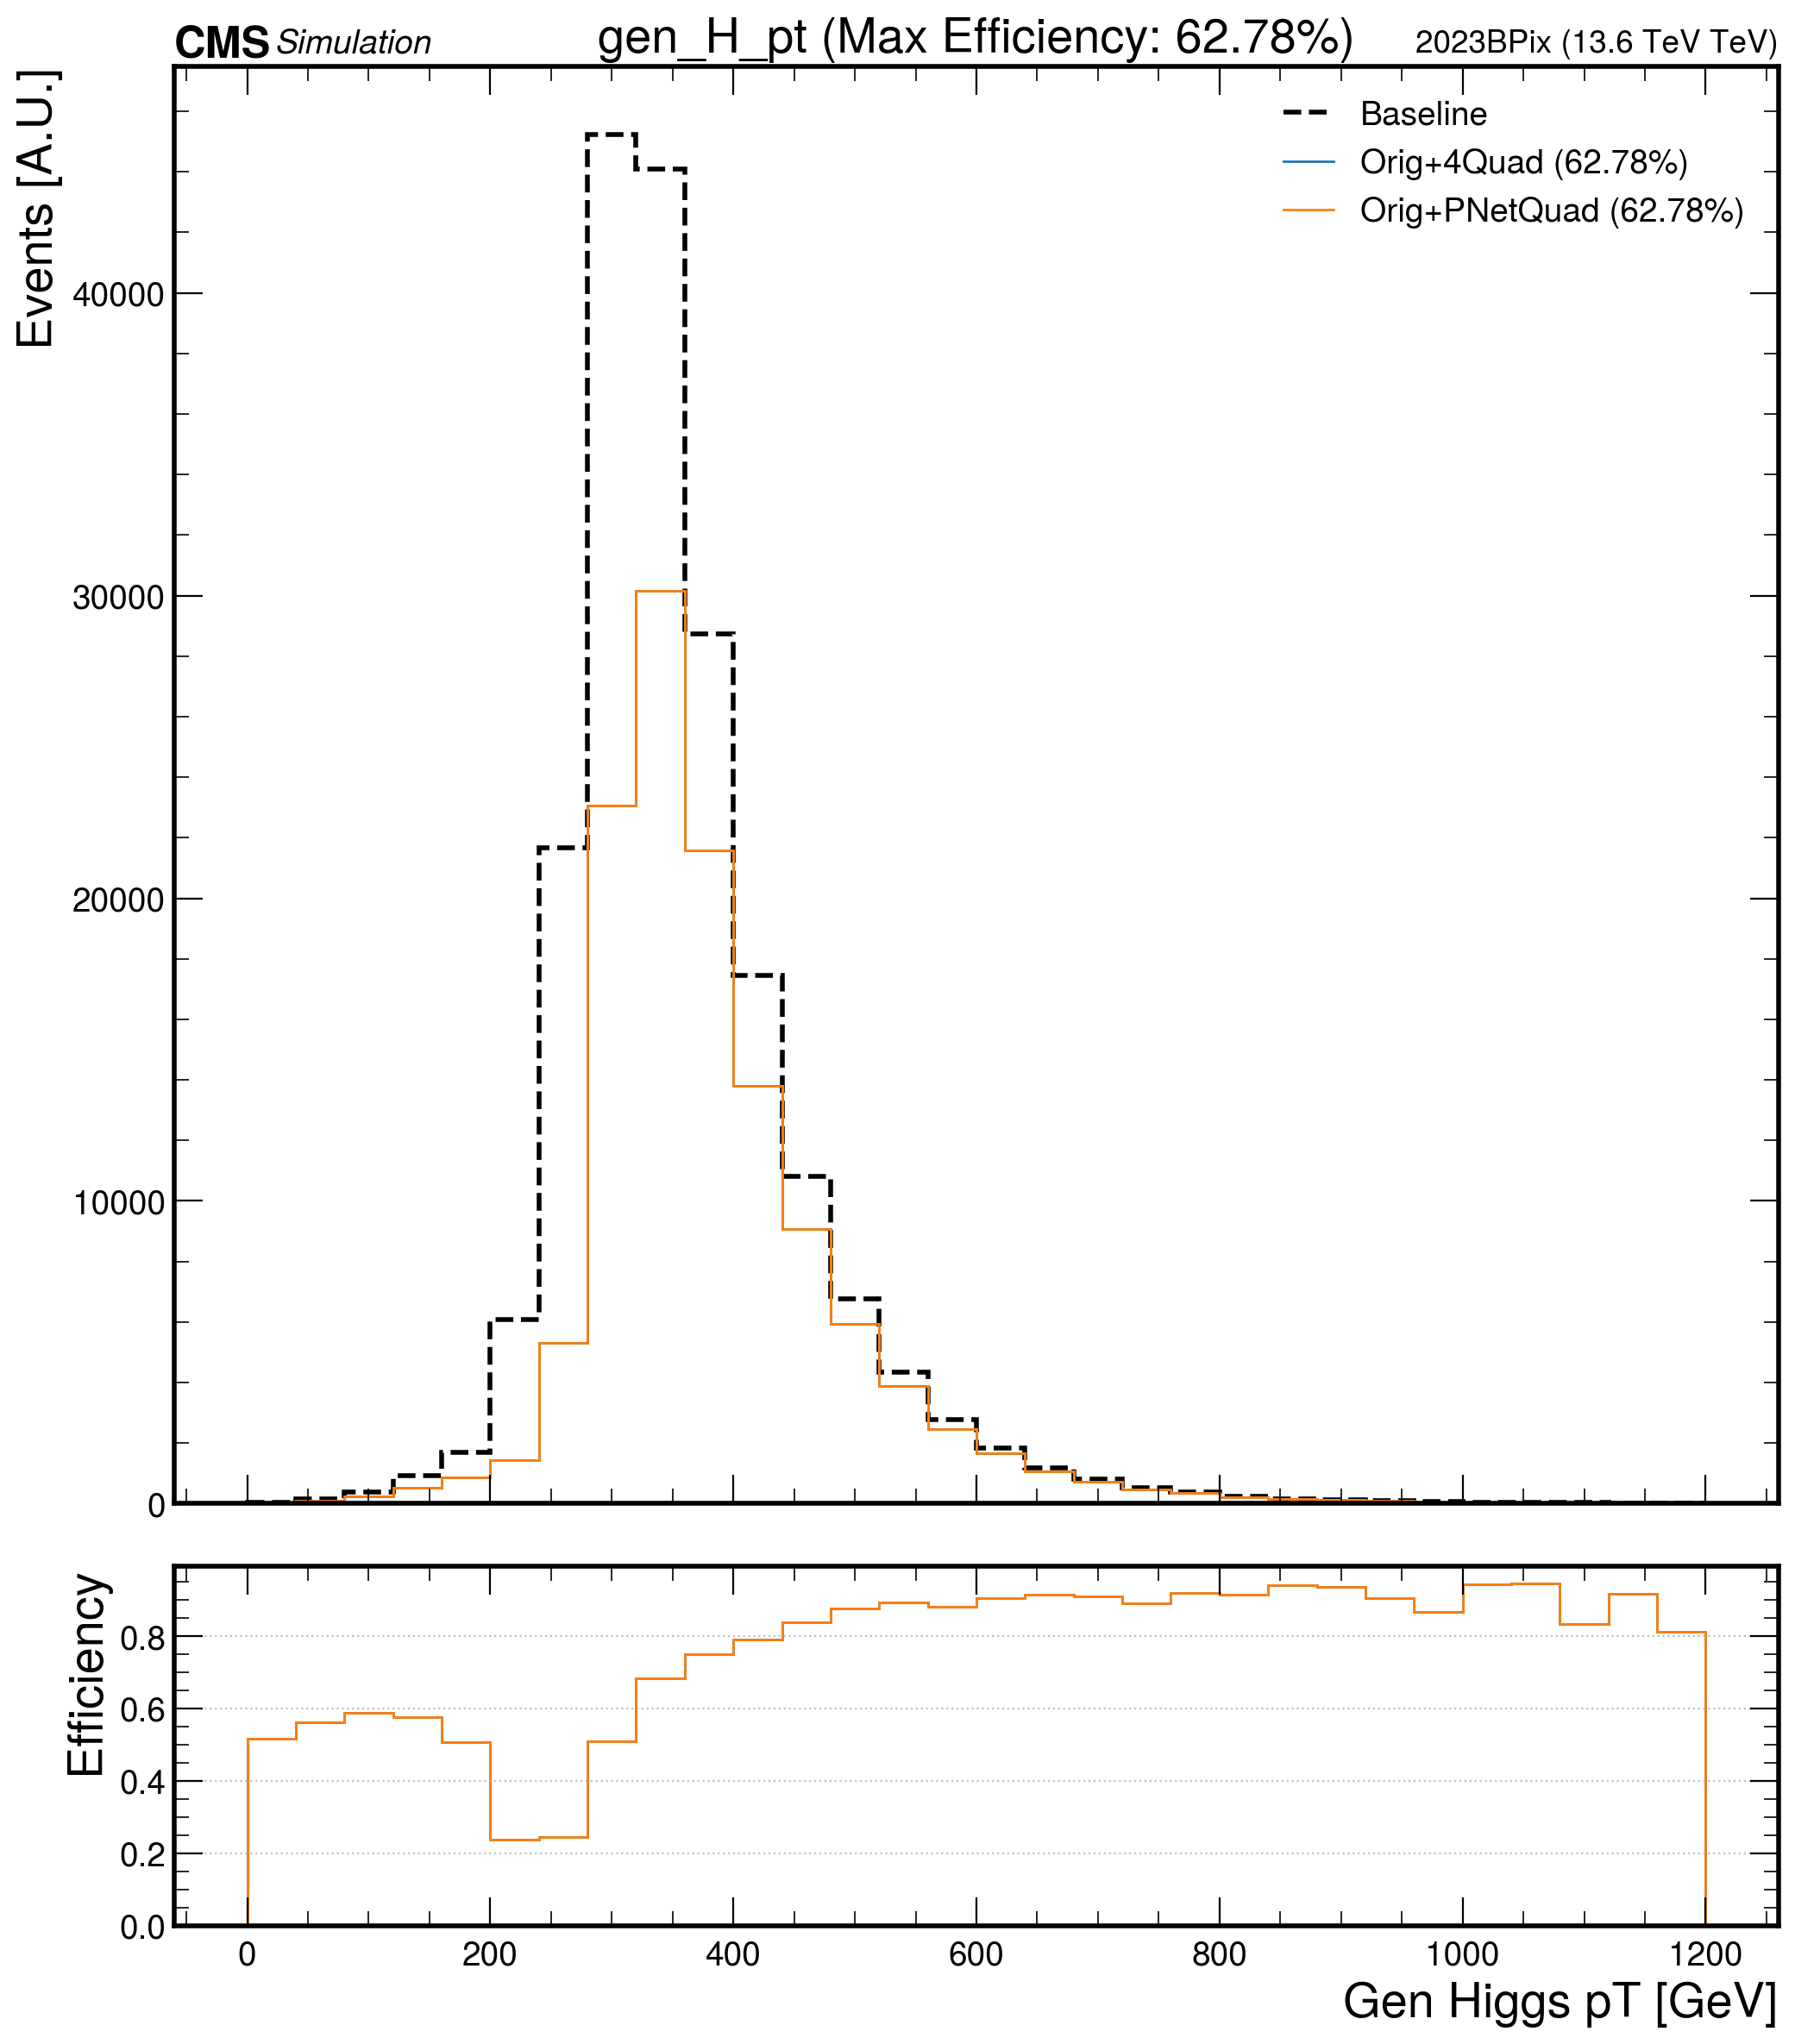 CMS Simulation gen_H_pt (Max Efficiency: 62.78%) 2023BPix (13.6 TeV TeV)
Events [A.U.]
Baseline
Orig+4Quad (62.78%)
Orig+PNetQuad (62.78%)
40000
30000
20000
10000
0
Efficiency
0.8
0.6
0.4
0.2
0.0
0 200 400 600 800 1000 1200
Gen Higgs pT [GeV]